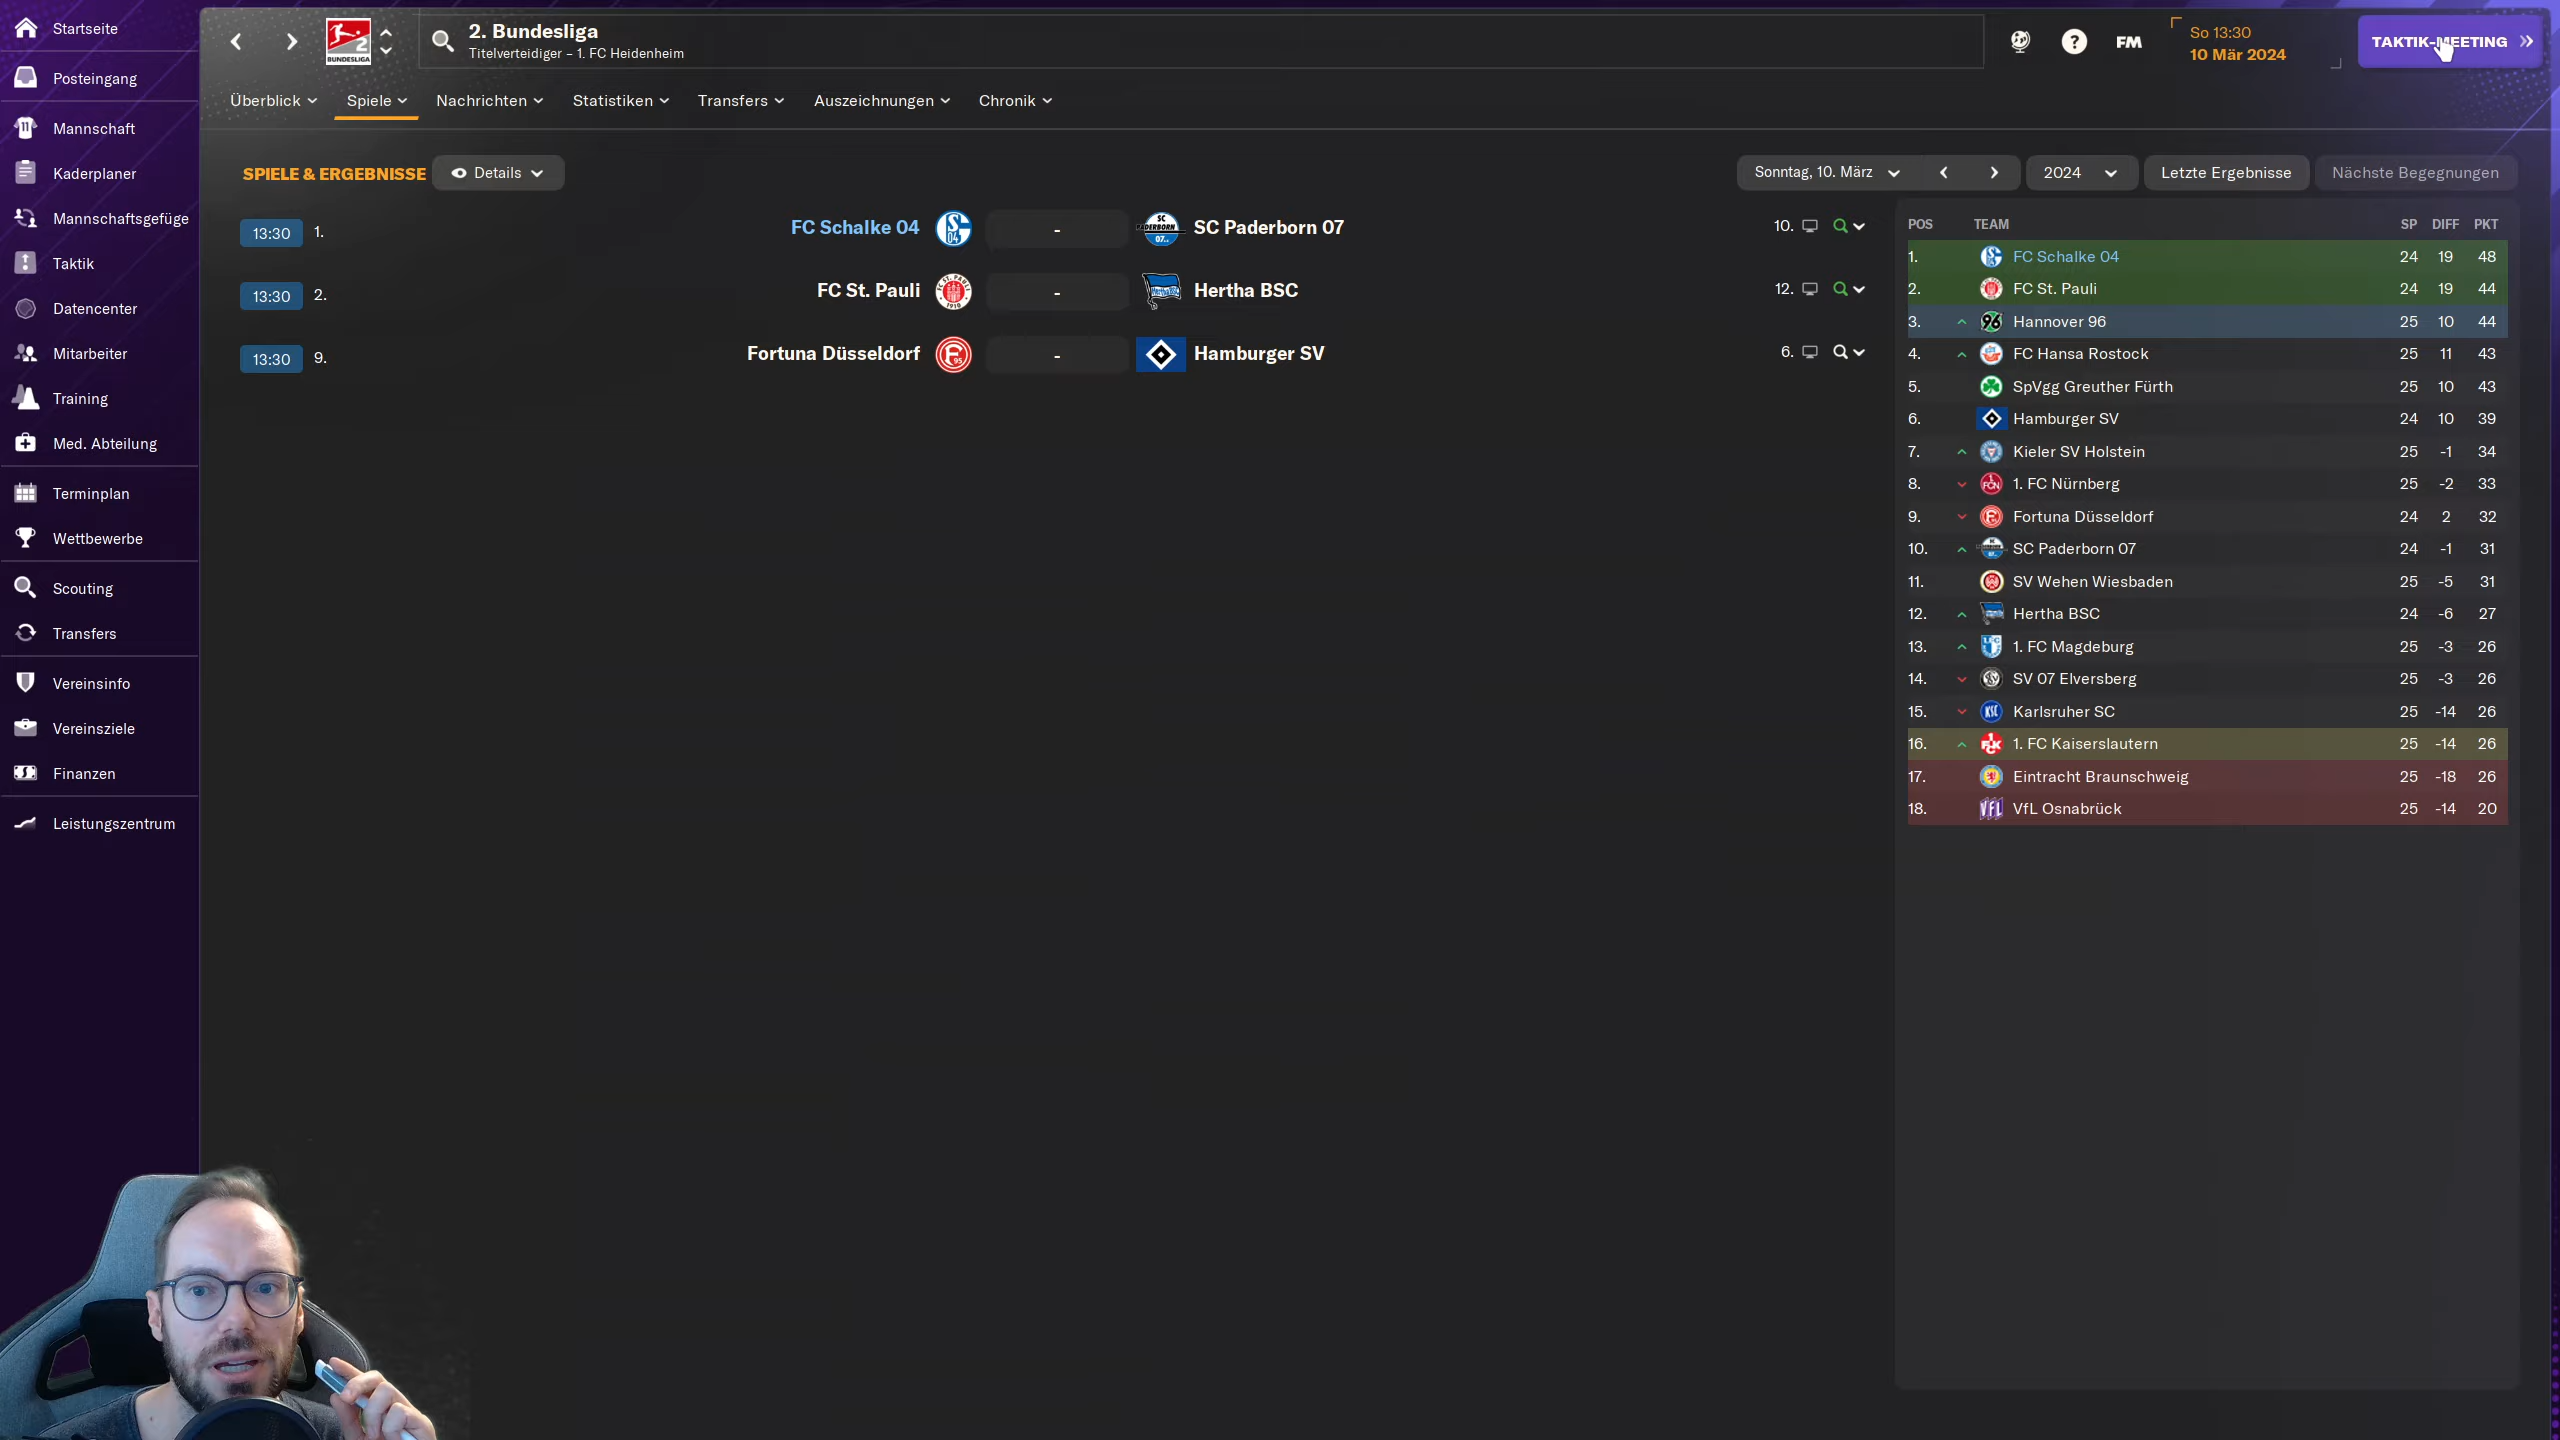 Startseite
Posteingang
Mannschaft
Kaderplaner
Mannschaftsgefüge
Taktik
Datencenter
Mitarbeiter
Training
Med. Abteilung
Terminplan
Wettbewerbe
Scouting
Transfers
Vereinsinfo
Vereinsziele
Finanzen
Leistungszentrum
2. Bundesliga
Titelverteidiger – 1. FC Heidenheim
FM
So 13:30
10 Mär 2024
TAKTIK-MEETING
Überblick Spiele Nachrichten Statistiken Transfers Auszeichnungen Chronik
SPIELE & ERGEBNISSE Details
Sonntag, 10. März 2024 Letzte Ergebnisse Nächste Begegnungen
13:30 1. FC Schalke 04 - SC Paderborn 07 10.
13:30 2. FC St. Pauli - Hertha BSC 12.
13:30 9. Fortuna Düsseldorf - Hamburger SV 6.
POS TEAM SP DIFF PKT
1. FC Schalke 04 24 19 48
2. FC St. Pauli 24 19 44
3. Hannover 96 25 10 44
4. FC Hansa Rostock 25 11 43
5. SpVgg Greuther Fürth 25 10 43
6. Hamburger SV 24 10 39
7. Kieler SV Holstein 25 -1 34
8. 1. FC Nürnberg 25 -2 33
9. Fortuna Düsseldorf 24 2 32
10. SC Paderborn 07 24 -1 31
11. SV Wehen Wiesbaden 25 -5 31
12. Hertha BSC 24 -6 27
13. 1. FC Magdeburg 25 -3 26
14. SV 07 Elversberg 25 -3 26
15. Karlsruher SC 25 -14 26
16. 1. FC Kaiserslautern 25 -14 26
17. Eintracht Braunschweig 25 -18 26
18. VfL Osnabrück 25 -14 20